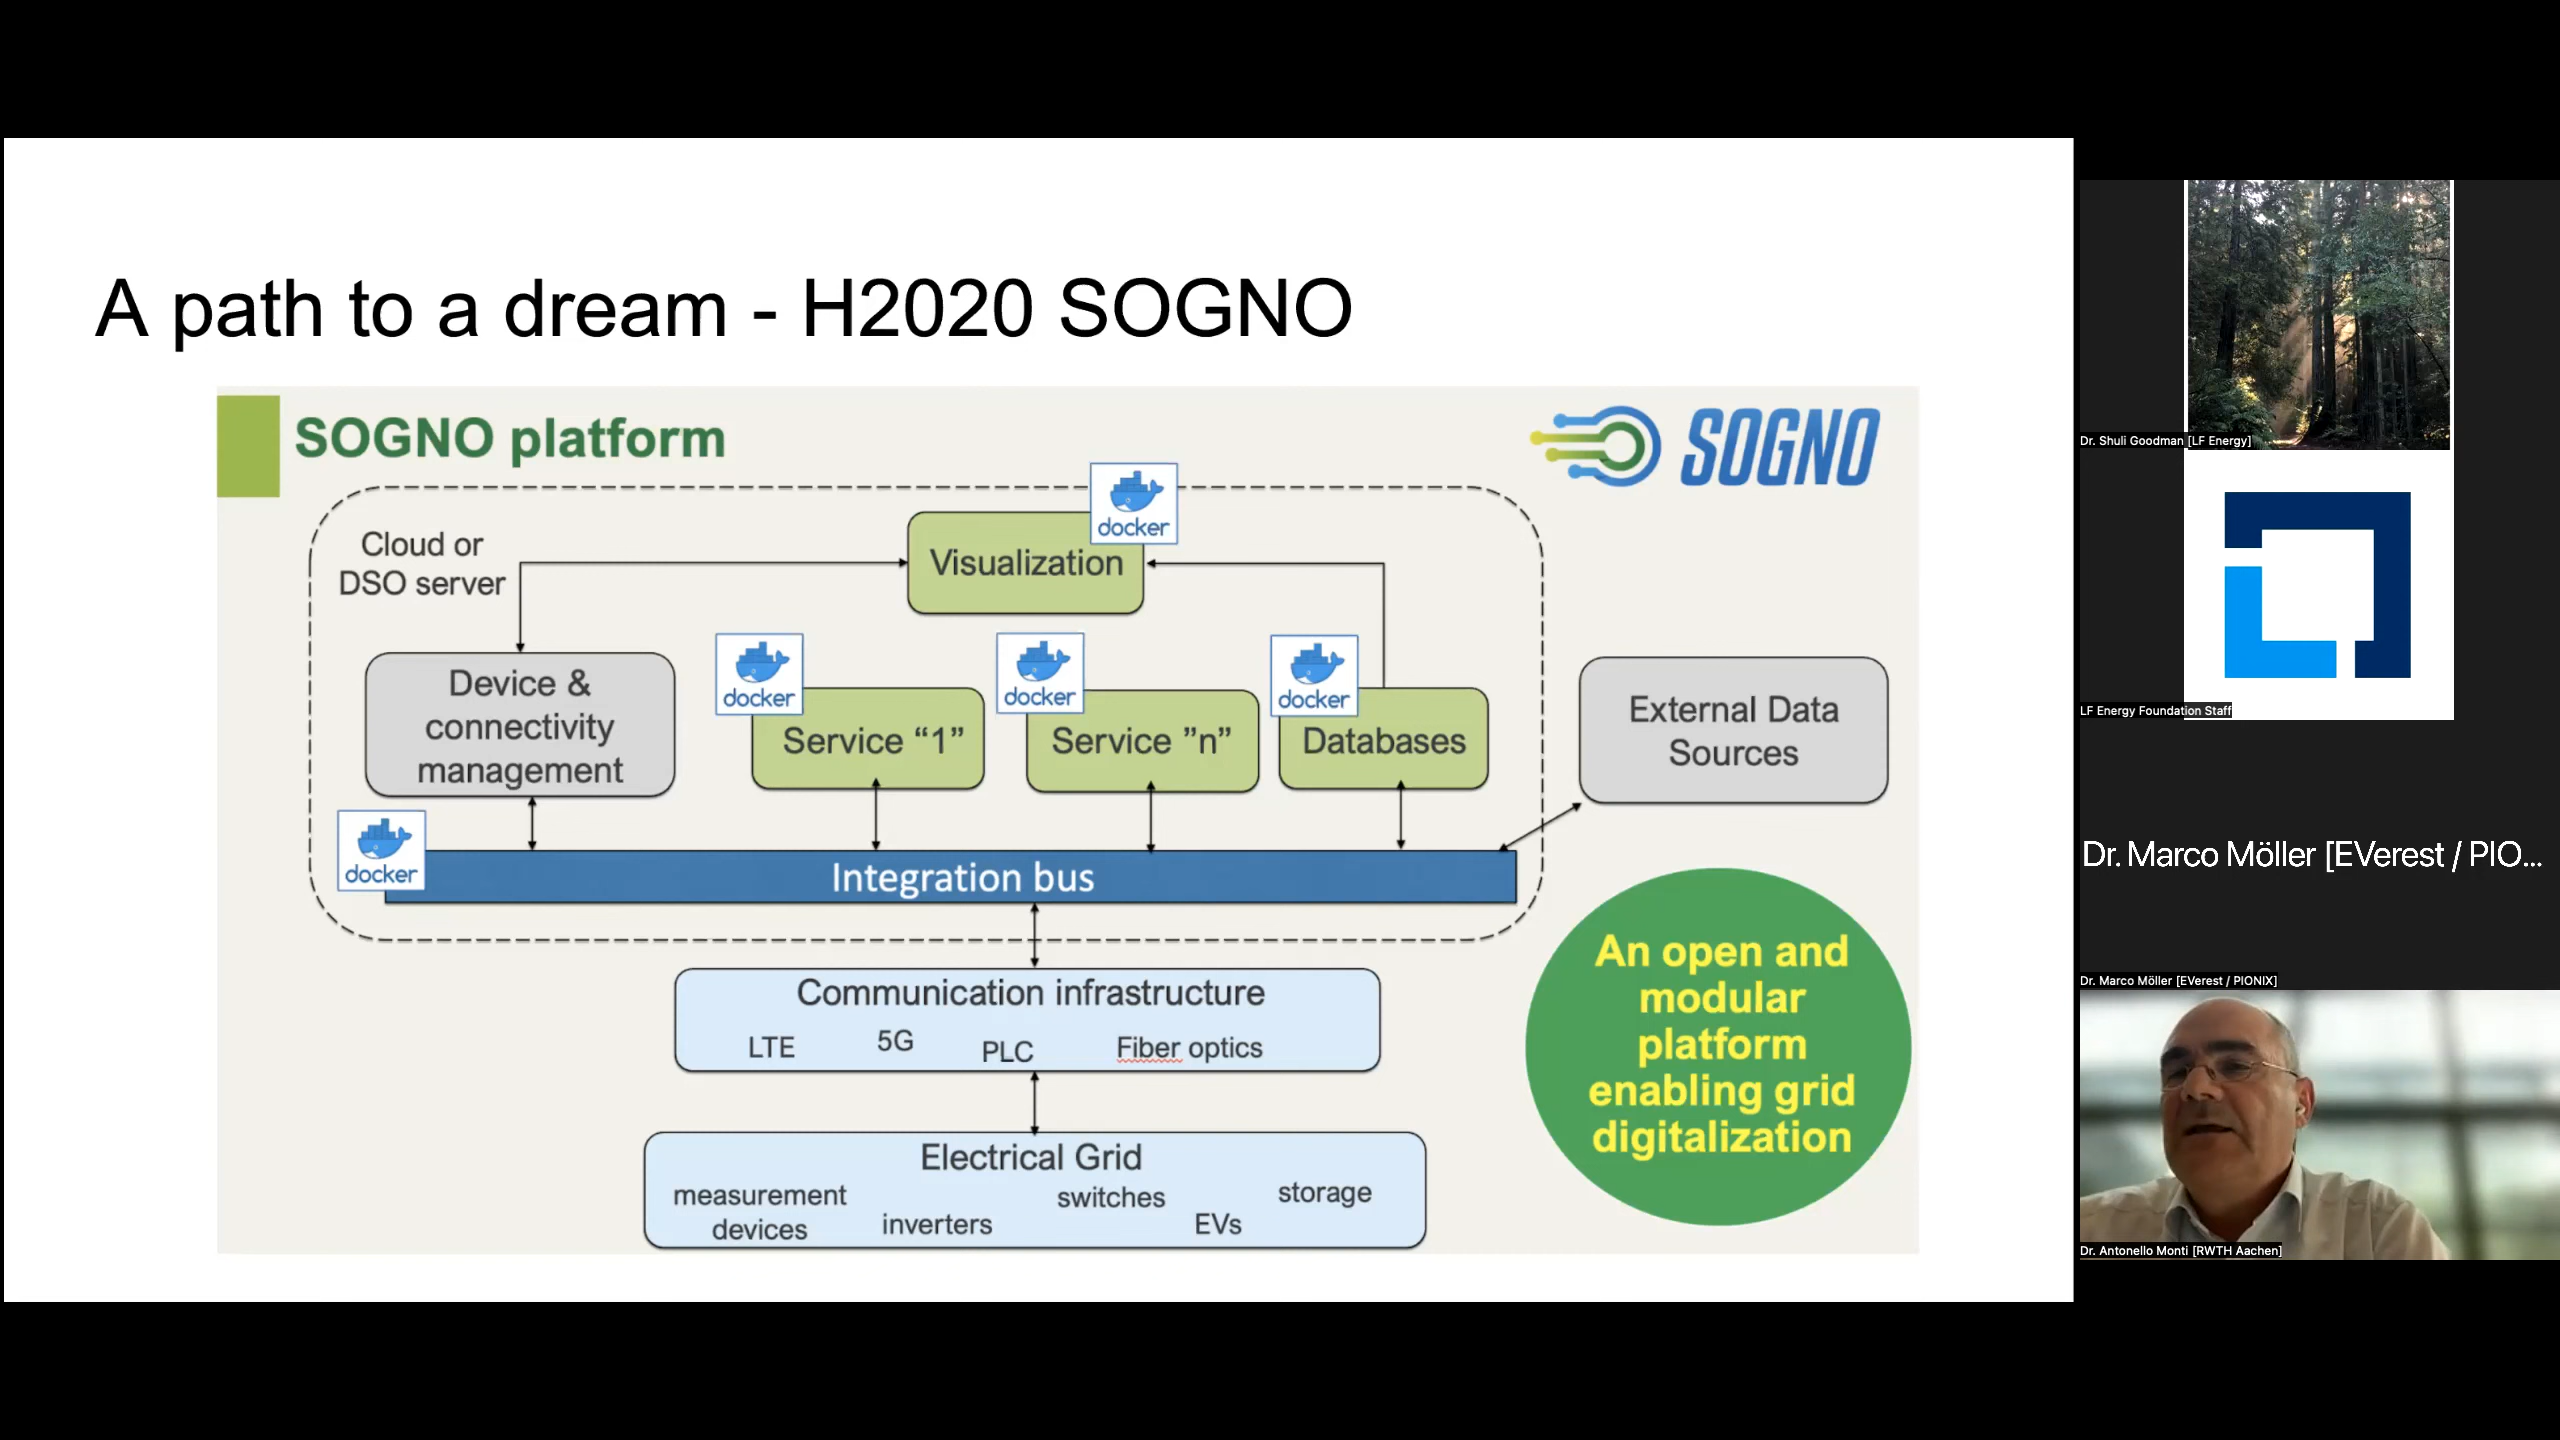 A path to a dream - H2020 SOGNO
SOGNO platform
SOGNO
docker
Cloud or
DSO server
Visualization
docker
docker
docker
Device &
connectivity
management
Service “1”
Service ”n”
Databases
External Data
Sources
docker
Integration bus
Communication infrastructure
LTE
5G
PLC
Fiber optics
Electrical Grid
measurement
devices
inverters
switches
EVs
storage
An open and
modular
platform
enabling grid
digitalization
Dr. Shuli Goodman [LF Energy]
LF Energy Foundation Staff
Dr. Marco Möller [EVerest / PIO...
Dr. Marco Möller [EVerest / PIONIX]
Dr. Antonello Monti [RWTH Aachen]